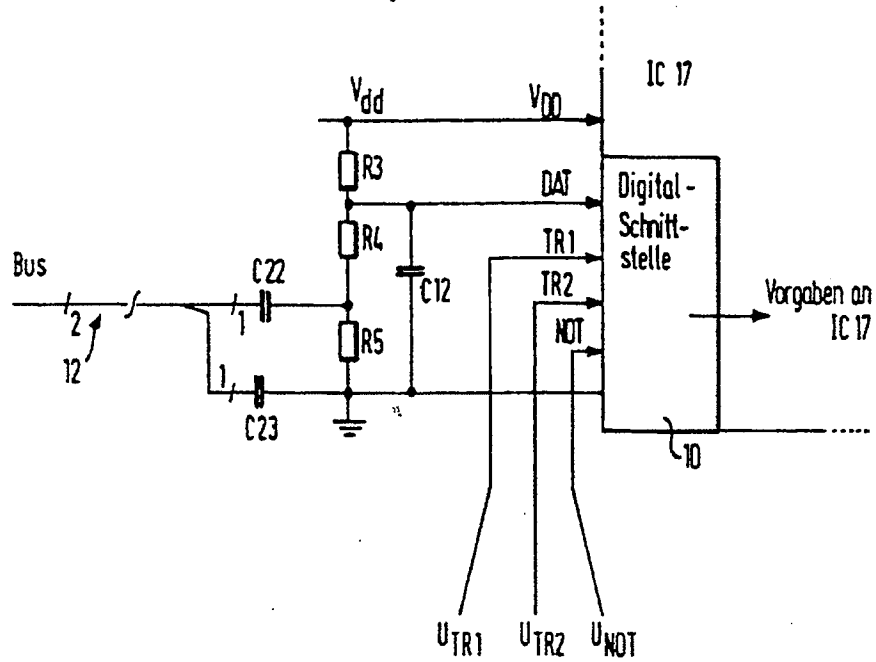 IC 17
Vdd
VDD
R3
DAT
Digital-
Schnitt-
stelle
R4
TR1
Bus
C22
C12
TR2
Vorgaben an
IC 17
2
1
R5
NOT
12
1
C23
10
UTR1
UTR2
UNOT